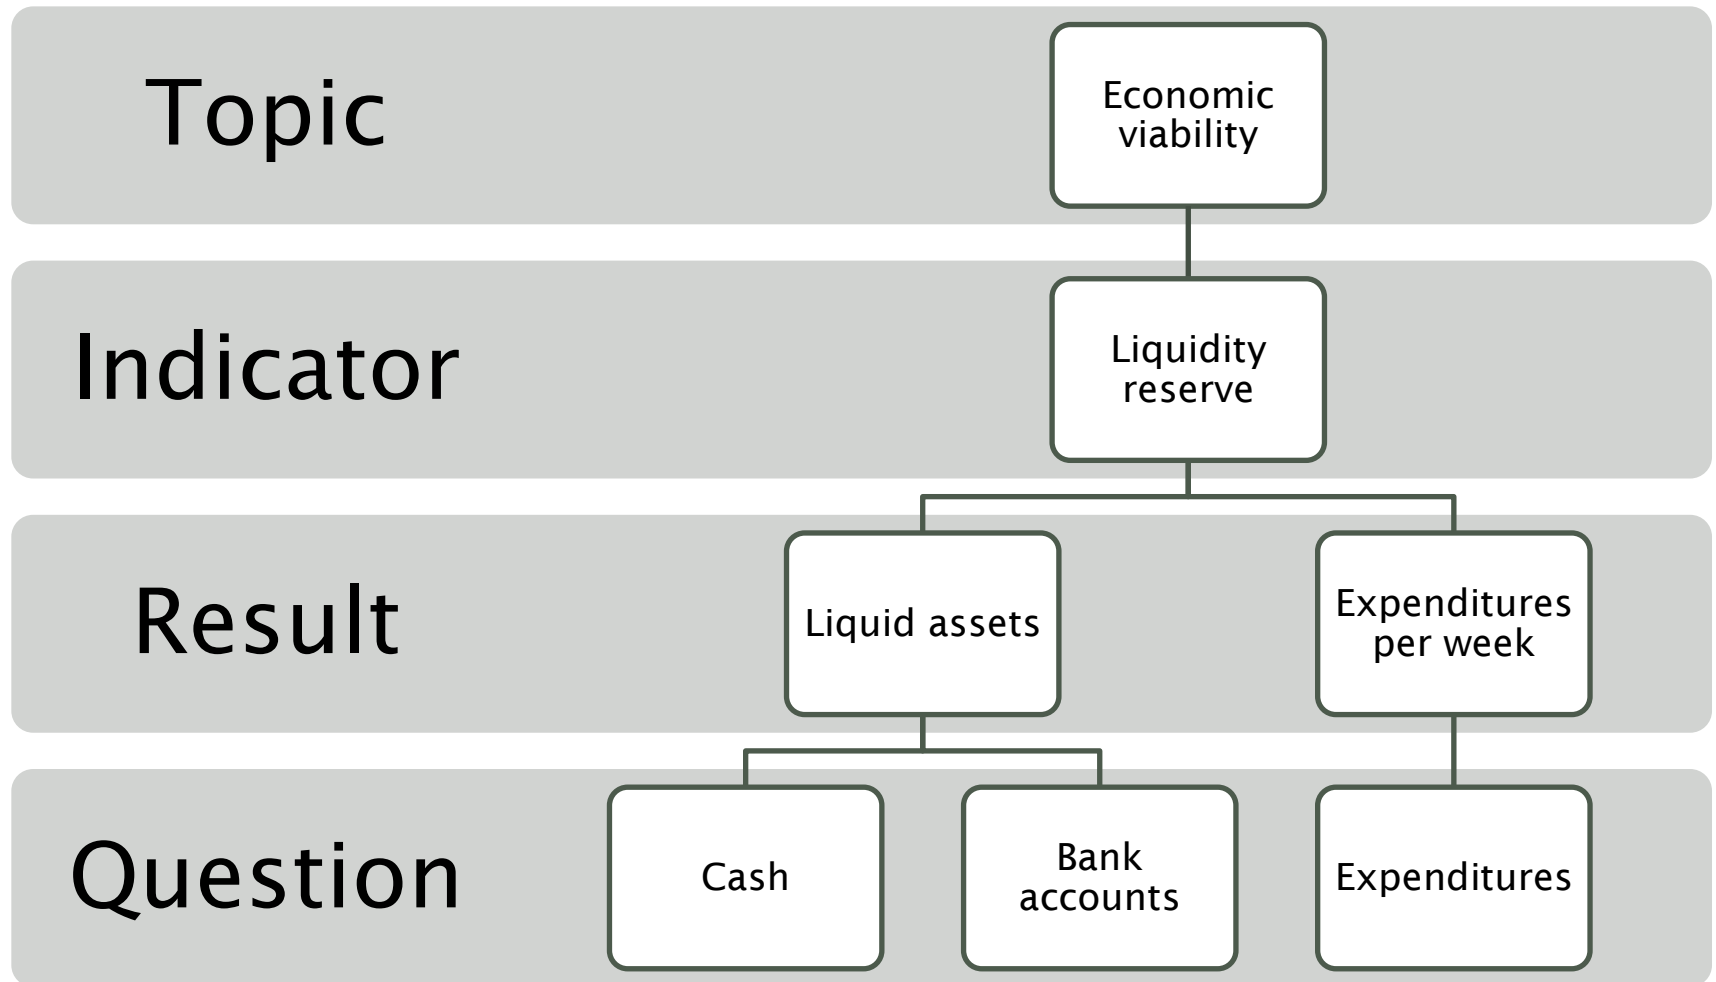 Topic
Economic
viability
Indicator
Liquidity
reserve
Result
Liquid assets
Expenditures
per week
Question
Cash
Bank
accounts
Expenditures